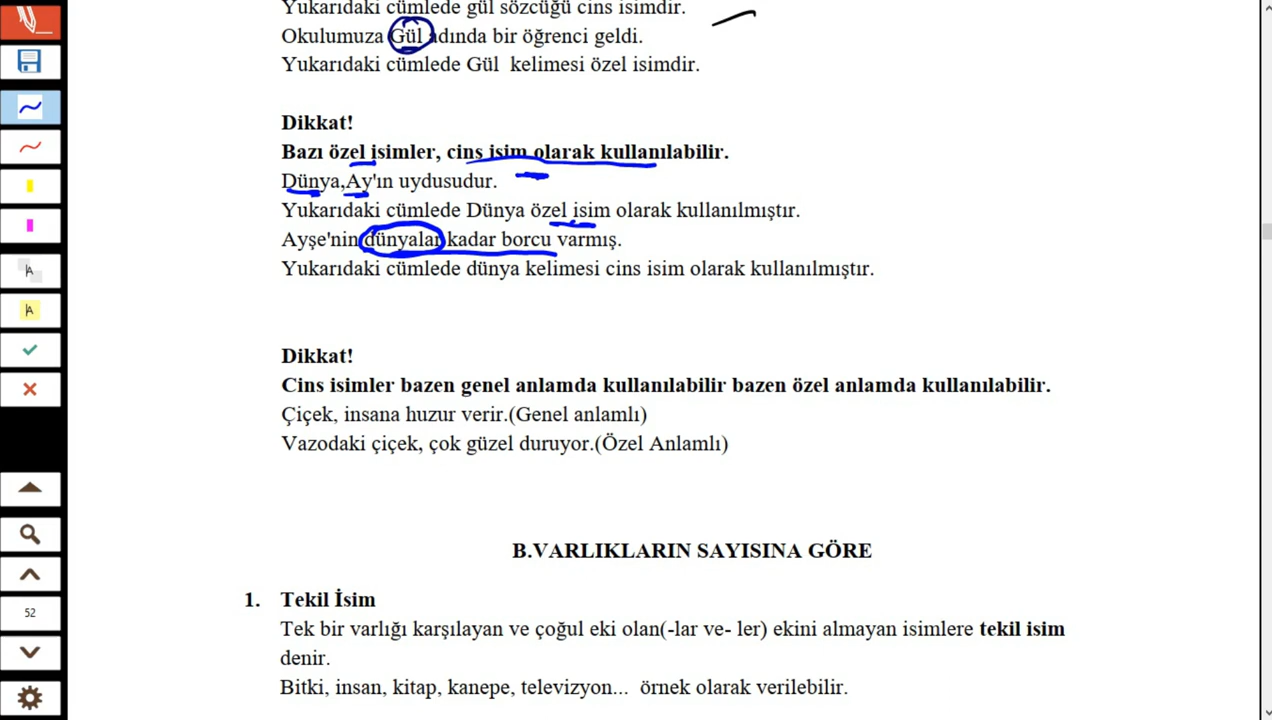 Yukarıdaki cümlede gül sözcüğü cins isimdir.
Okulumuza Gül adında bir öğrenci geldi.
Yukarıdaki cümlede Gül kelimesi özel isimdir.
Dikkat!
Bazı özel isimler, cins isim olarak kullanılabilir.
Dünya,Ay'ın uydusudur.
Yukarıdaki cümlede Dünya özel isim olarak kullanılmıştır.
Ayşe'nin dünyalar kadar borcu varmış.
Yukarıdaki cümlede dünya kelimesi cins isim olarak kullanılmıştır.
Dikkat!
Cins isimler bazen genel anlamda kullanılabilir bazen özel anlamda kullanılabilir.
Çiçek, insana huzur verir.(Genel anlamlı)
Vazodaki çiçek, çok güzel duruyor.(Özel Anlamlı)
B.VARLIKLARIN SAYISINA GÖRE
1. Tekil İsim
Tek bir varlığı karşılayan ve çoğul eki olan(-lar ve- ler) ekini almayan isimlere tekil isim
denir.
Bitki, insan, kitap, kanepe, televizyon... örnek olarak verilebilir.
A
A
52